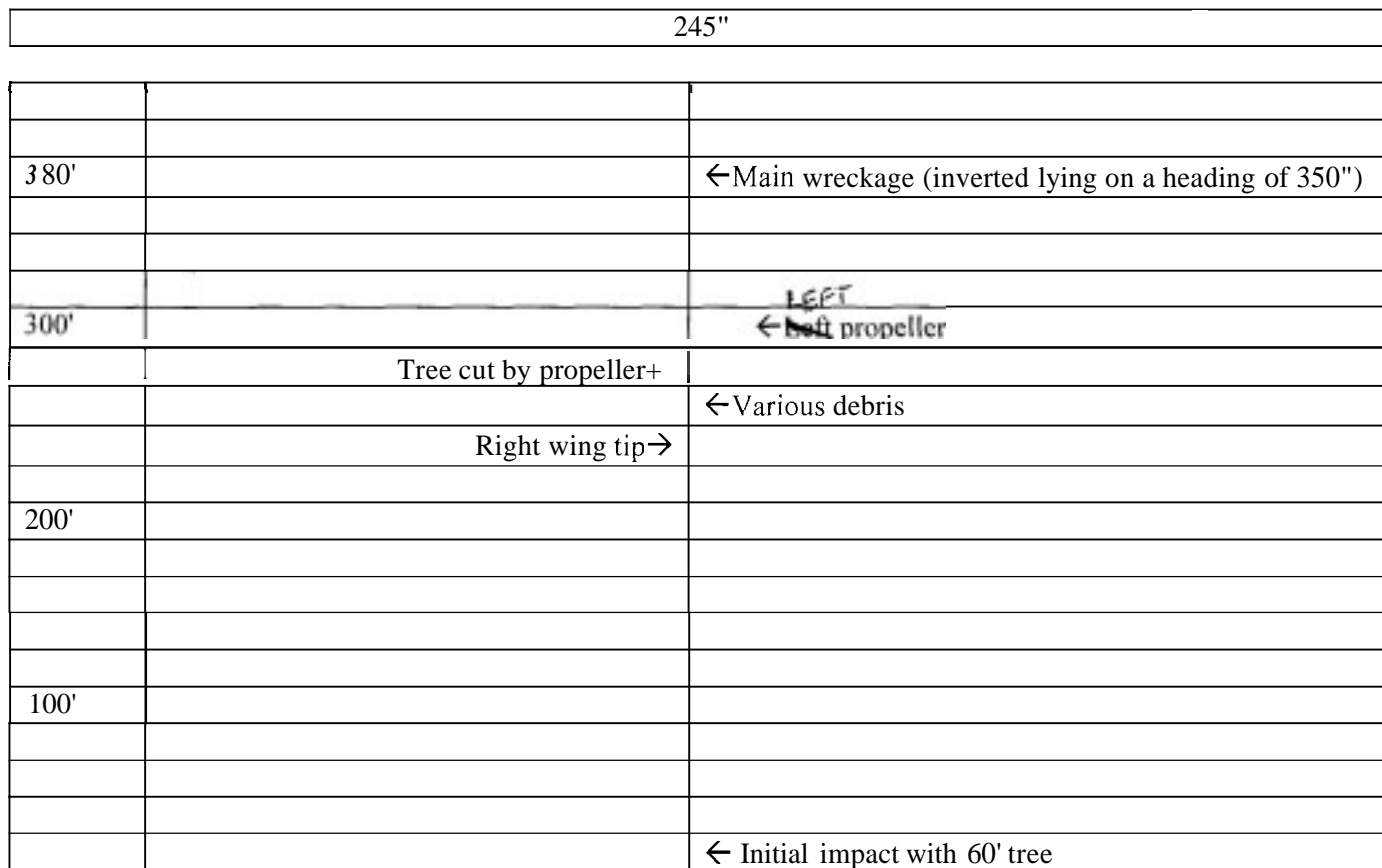 245"
380' ←Main wreckage (inverted lying on a heading of 350")
LEFT
300' ← propeller
Tree cut by propeller+
←Various debris
Right wing tip→
200'
100'
← Initial impact with 60' tree